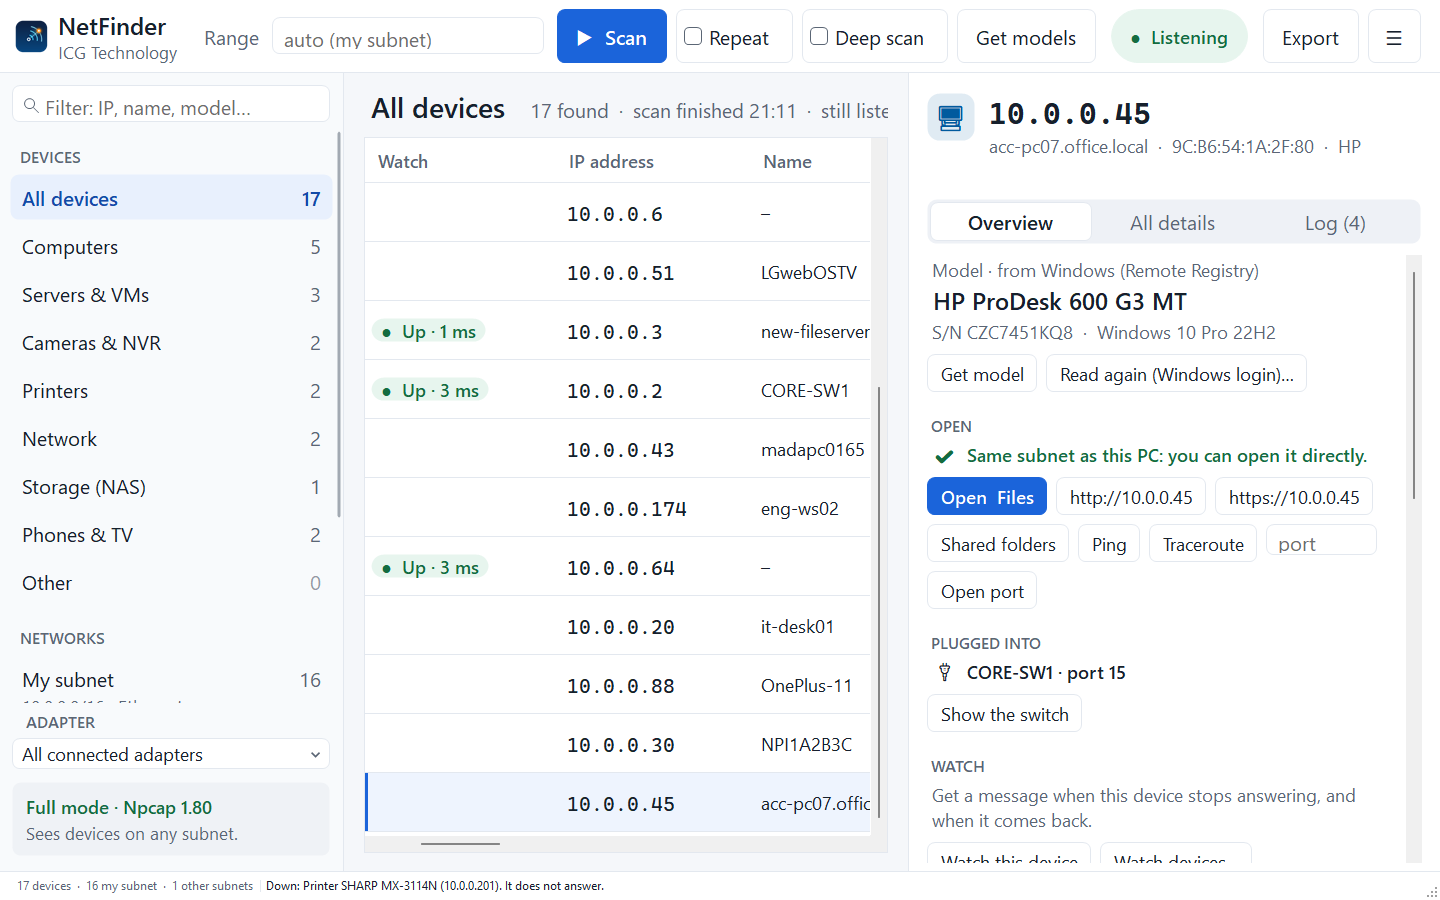 NetFinder
ICG Technology
Range
auto (my subnet)
Scan
Repeat
Deep scan
Get models
Listening
Export
Filter: IP, name, model...
DEVICES
All devices 17
Computers 5
Servers & VMs 3
Cameras & NVR 2
Printers 2
Network 2
Storage (NAS) 1
Phones & TV 2
Other 0
NETWORKS
My subnet 16
ADAPTER
All connected adapters
Full mode · Npcap 1.80
Sees devices on any subnet.
All devices 17 found · scan finished 21:11 · still liste
Watch IP address Name
10.0.0.6 –
10.0.0.51 LGwebOSTV
Up · 1 ms 10.0.0.3 new-fileserver
Up · 3 ms 10.0.0.2 CORE-SW1
10.0.0.43 madapc0165
10.0.0.174 eng-ws02
Up · 3 ms 10.0.0.64 –
10.0.0.20 it-desk01
10.0.0.88 OnePlus-11
10.0.0.30 NPI1A2B3C
10.0.0.45 acc-pc07.offic
10.0.0.45
acc-pc07.office.local · 9C:B6:54:1A:2F:80 · HP
Overview All details Log (4)
Model · from Windows (Remote Registry)
HP ProDesk 600 G3 MT
S/N CZC7451KQ8 · Windows 10 Pro 22H2
Get model Read again (Windows login)...
OPEN
Same subnet as this PC: you can open it directly.
Open Files http://10.0.0.45 https://10.0.0.45
Shared folders Ping Traceroute port
Open port
PLUGGED INTO
CORE-SW1 · port 15
Show the switch
WATCH
Get a message when this device stops answering, and
when it comes back.
Watch this device Watch devices...
17 devices · 16 my subnet · 1 other subnets Down: Printer SHARP MX-3114N (10.0.0.201). It does not answer.